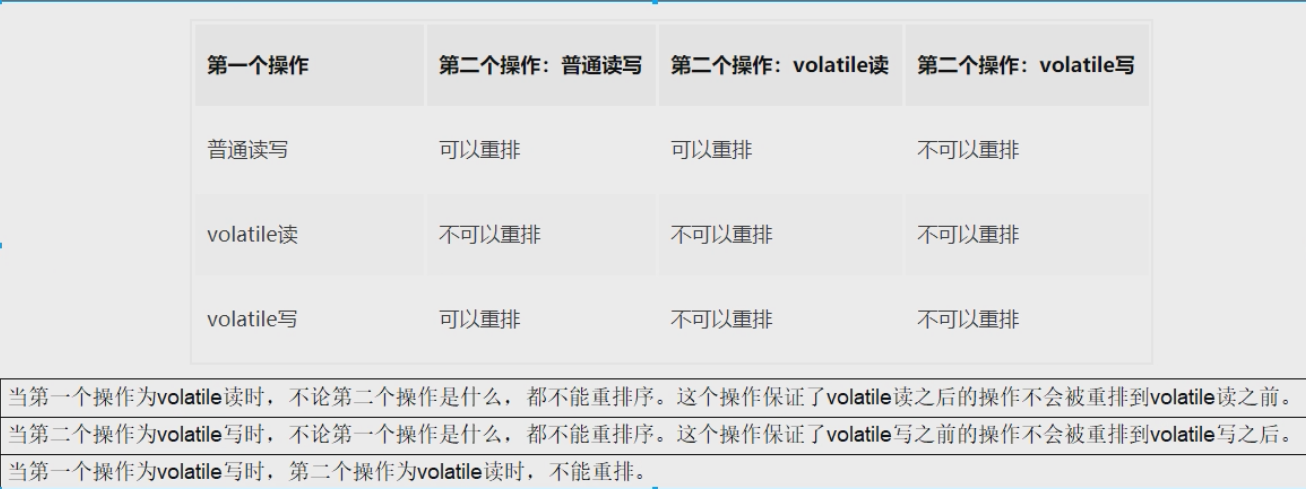 第一个操作 第二个操作：普通读写 第二个操作：volatile读 第二个操作：volatile写
普通读写 可以重排 可以重排 不可以重排
volatile读 不可以重排 不可以重排 不可以重排
volatile写 可以重排 不可以重排 不可以重排
当第一个操作为volatile读时，不论第二个操作是什么，都不能重排序。这个操作保证了volatile读之后的操作不会被重排到volatile读之前。
当第二个操作为volatile写时，不论第一个操作是什么，都不能重排序。这个操作保证了volatile写之前的操作不会被重排到volatile写之后。
当第一个操作为volatile写时，第二个操作为volatile读时，不能重排。